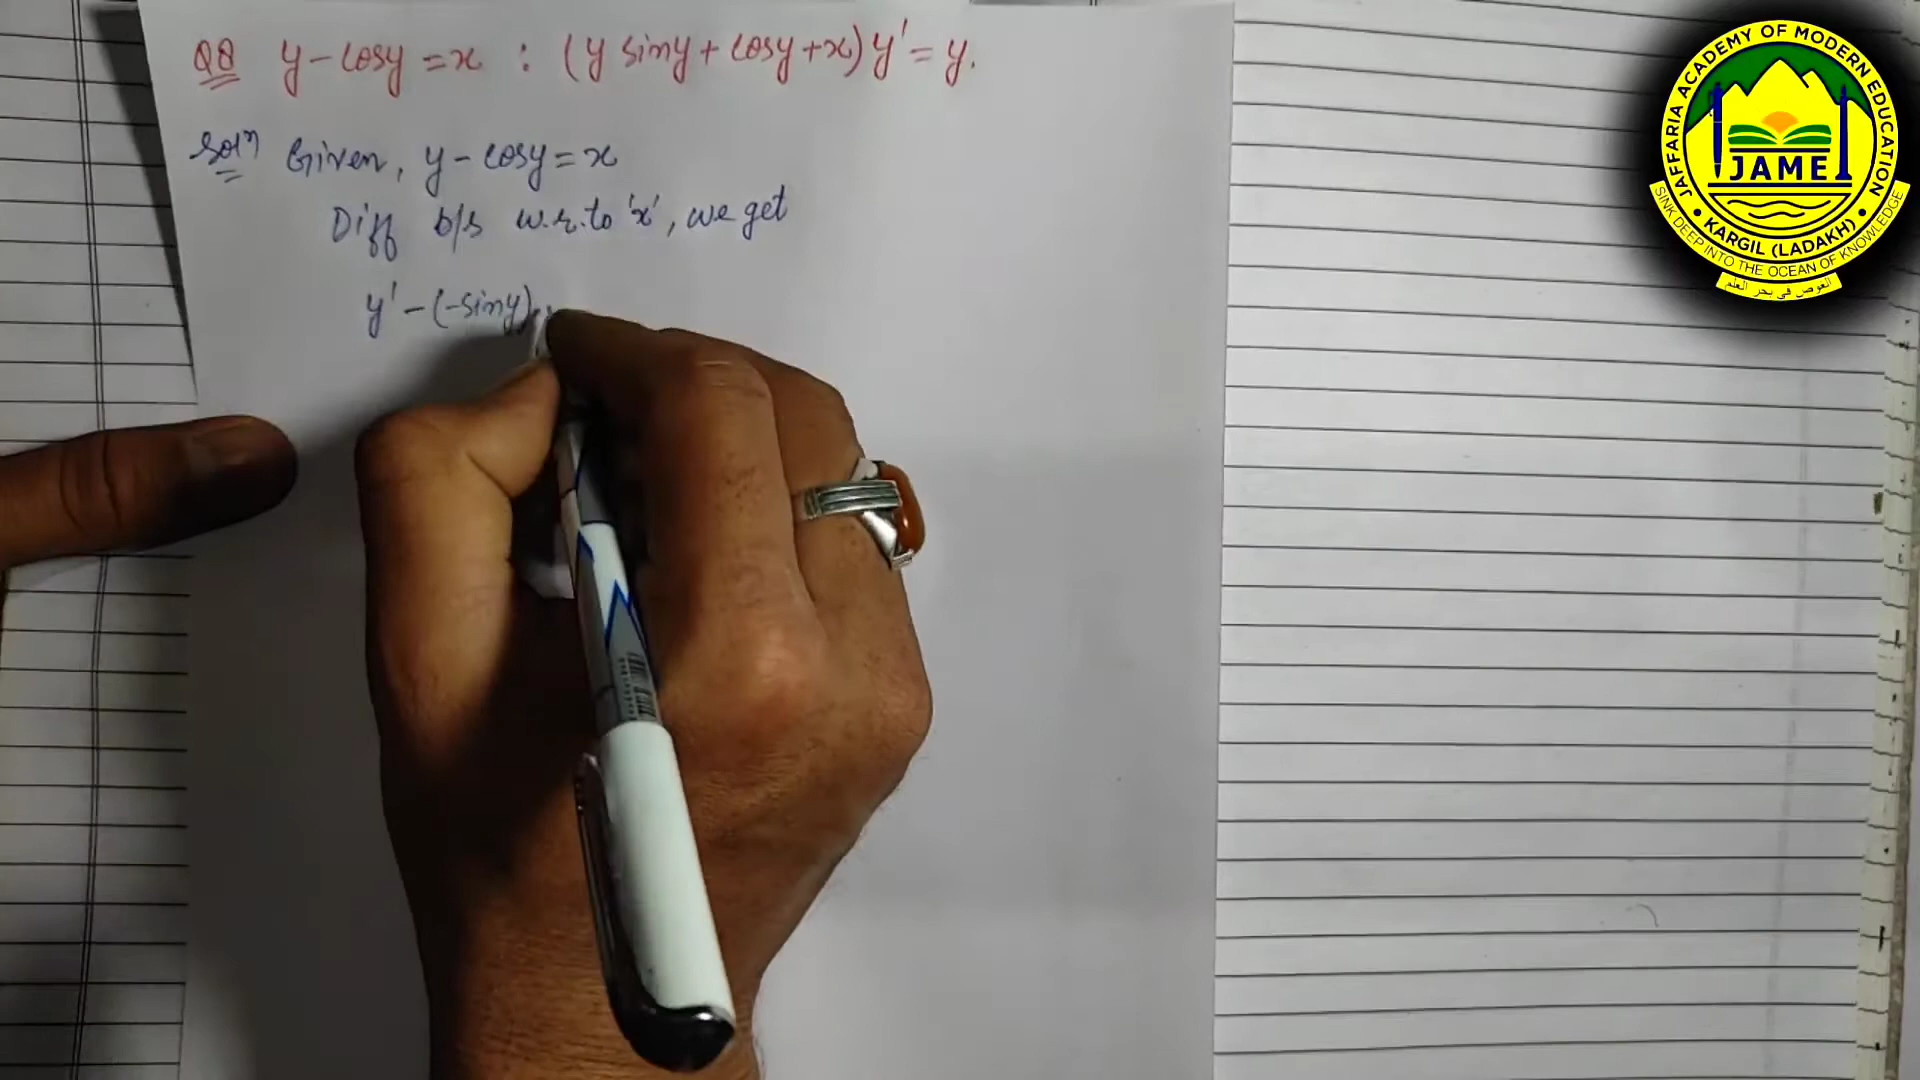 Q8 y - cosy = x : (y siny + cosy + x) y' = y.
Soln Given, y - cosy = x
Diff b/s w.r.to 'x', we get
y' - (-siny)
JAFFARIA ACADEMY OF MODERN EDUCATION
JAME
• KARGIL (LADAKH) •
SINK DEEP INTO THE OCEAN OF KNOWLEDGE
الغوص في بحر العلم